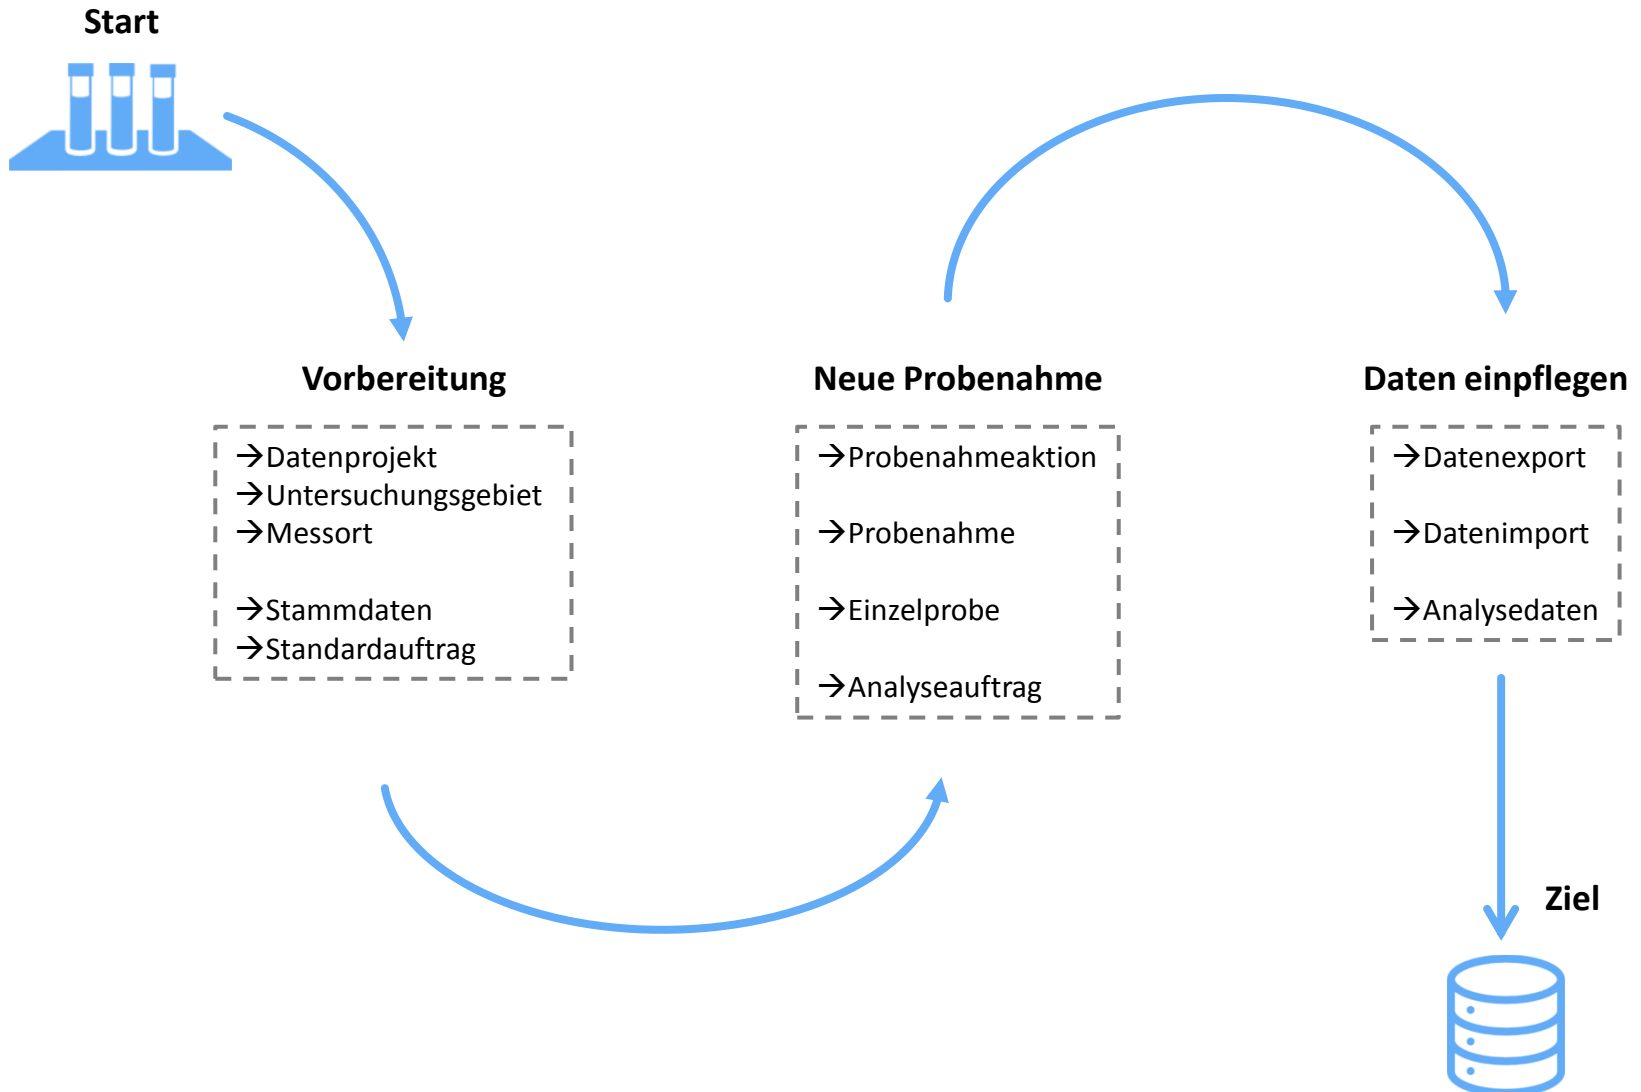 Start
Vorbereitung
→Datenprojekt
→Untersuchungsgebiet
→Messort
→Stammdaten
→Standardauftrag
Neue Probenahme
→Probenahmeaktion
→Probenahme
→Einzelprobe
→Analyseauftrag
Daten einpflegen
→Datenexport
→Datenimport
→Analysedaten
Ziel